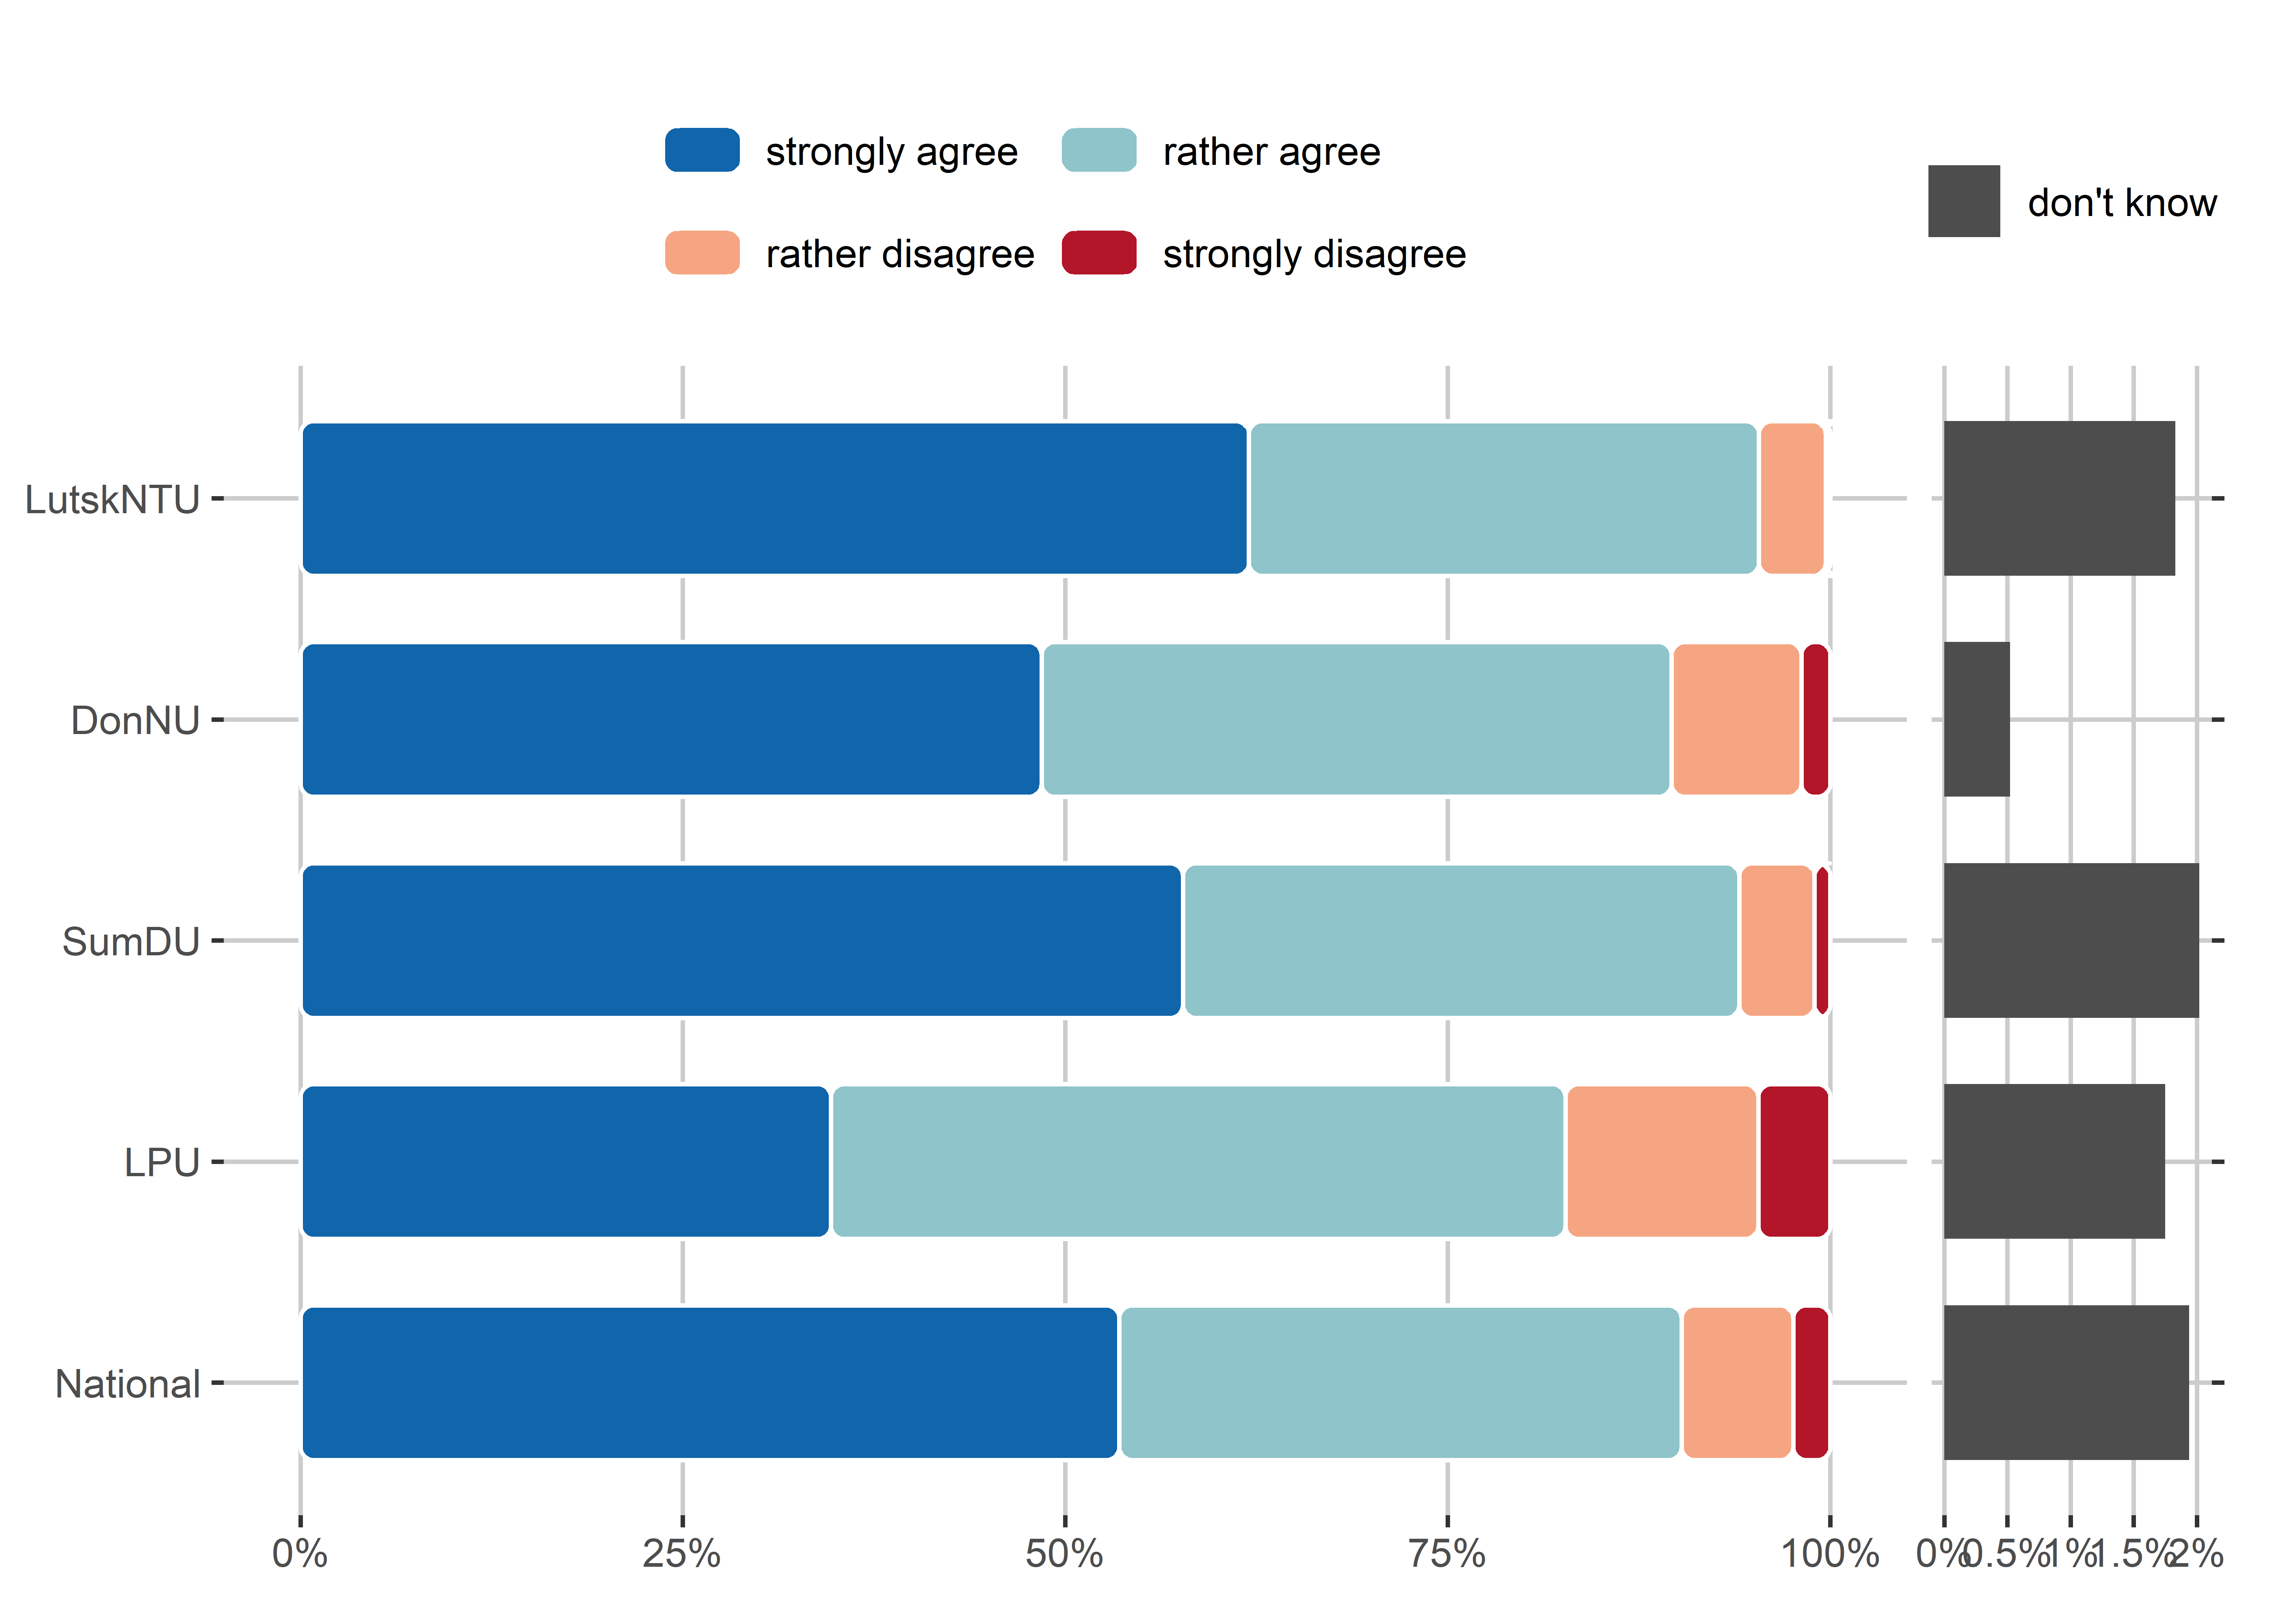 strongly agree rather agree
rather disagree strongly disagree
don't know
LutskNTU
DonNU
SumDU
LPU
National
0% 25% 50% 75% 100% 0% 0.5% 1% 1.5% 2%